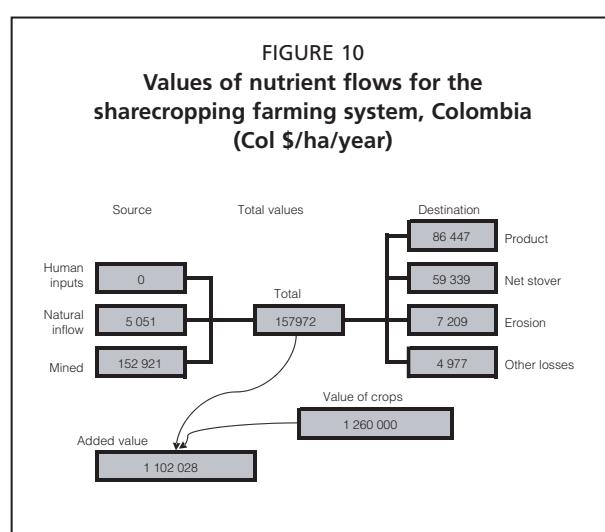 FIGURE 10
Values of nutrient flows for the
sharecropping farming system, Colombia
(Col $/ha/year)
Source
Total values
Destination
Human
inputs
0
Natural
inflow
5 051
Mined
152 921
Total
157972
86 447
Product
59 339
Net stover
7 209
Erosion
4 977
Other losses
Value of crops
1 260 000
Added value
1 102 028